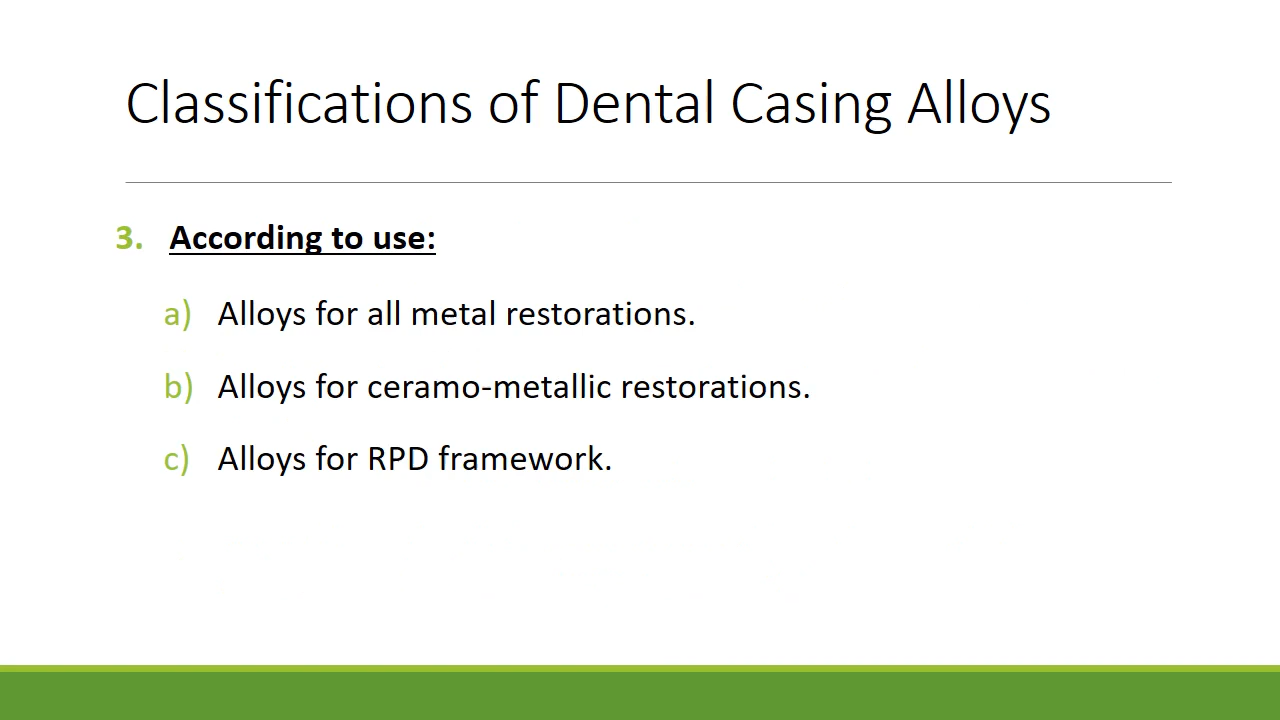 Classifications of Dental Casing Alloys
3. According to use:
a) Alloys for all metal restorations.
b) Alloys for ceramo-metallic restorations.
c) Alloys for RPD framework.